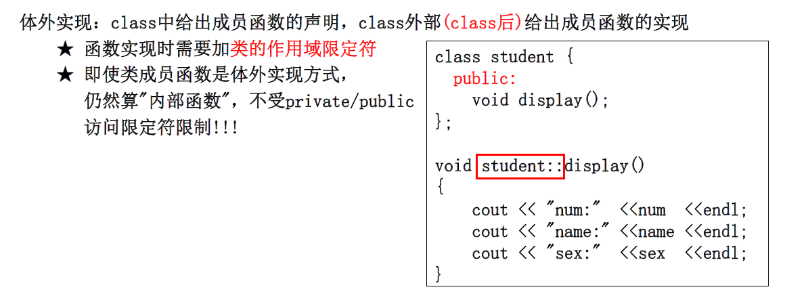 体外实现：class中给出成员函数的声明，class外部(class后)给出成员函数的实现
★ 函数实现时需要加类的作用域限定符
★ 即使类成员函数是体外实现方式，
仍然算"内部函数"，不受private/public
访问限定符限制!!!
class student {
public:
void display();
};
void student::display()
{
cout << "num:" <<num <<endl;
cout << "name:" <<name <<endl;
cout << "sex:" <<sex <<endl;
}